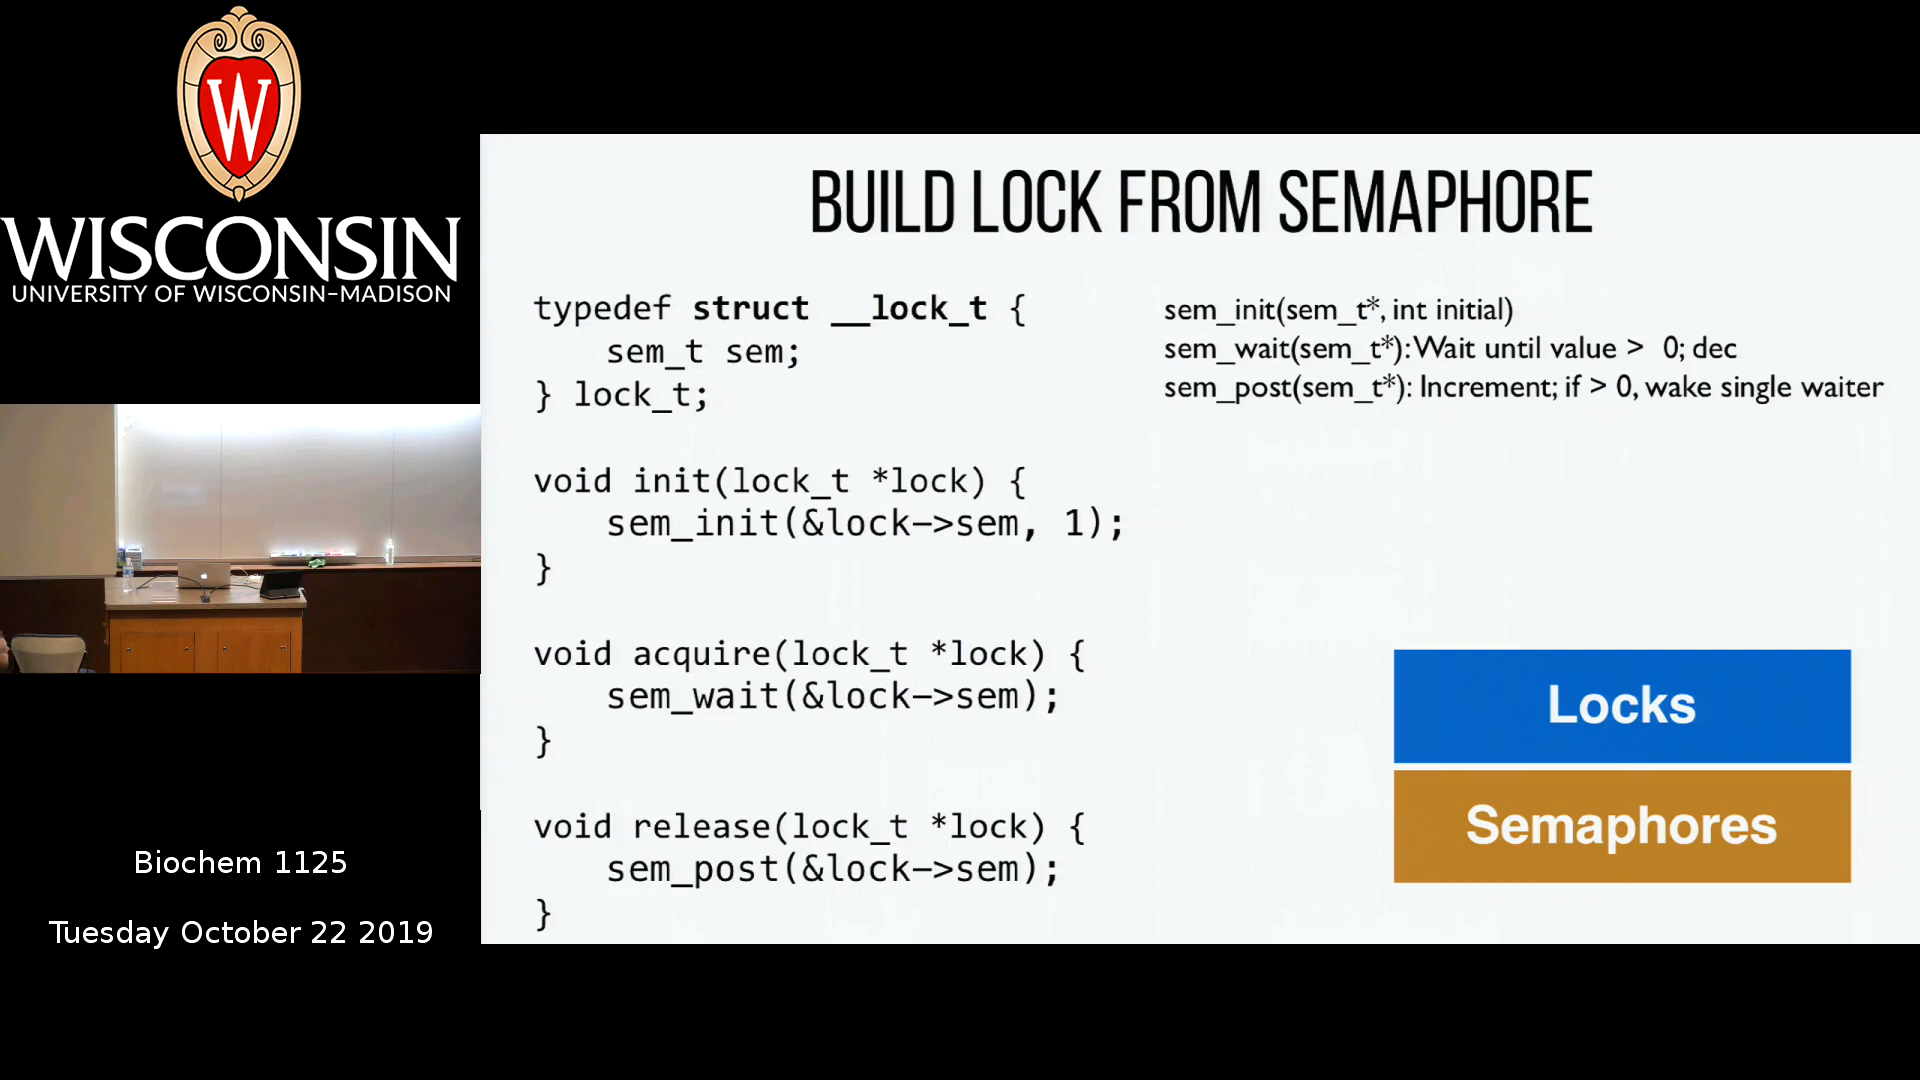 W
WISCONSIN
UNIVERSITY OF WISCONSIN-MADISON
Biochem 1125
Tuesday October 22 2019
BUILD LOCK FROM SEMAPHORE
typedef struct __lock_t {
sem_t sem;
} lock_t;
void init(lock_t *lock) {
sem_init(&lock->sem, 1);
}
void acquire(lock_t *lock) {
sem_wait(&lock->sem);
}
void release(lock_t *lock) {
sem_post(&lock->sem);
}
sem_init(sem_t*, int initial)
sem_wait(sem_t*): Wait until value > 0; dec
sem_post(sem_t*): Increment; if > 0, wake single waiter
Locks
Semaphores